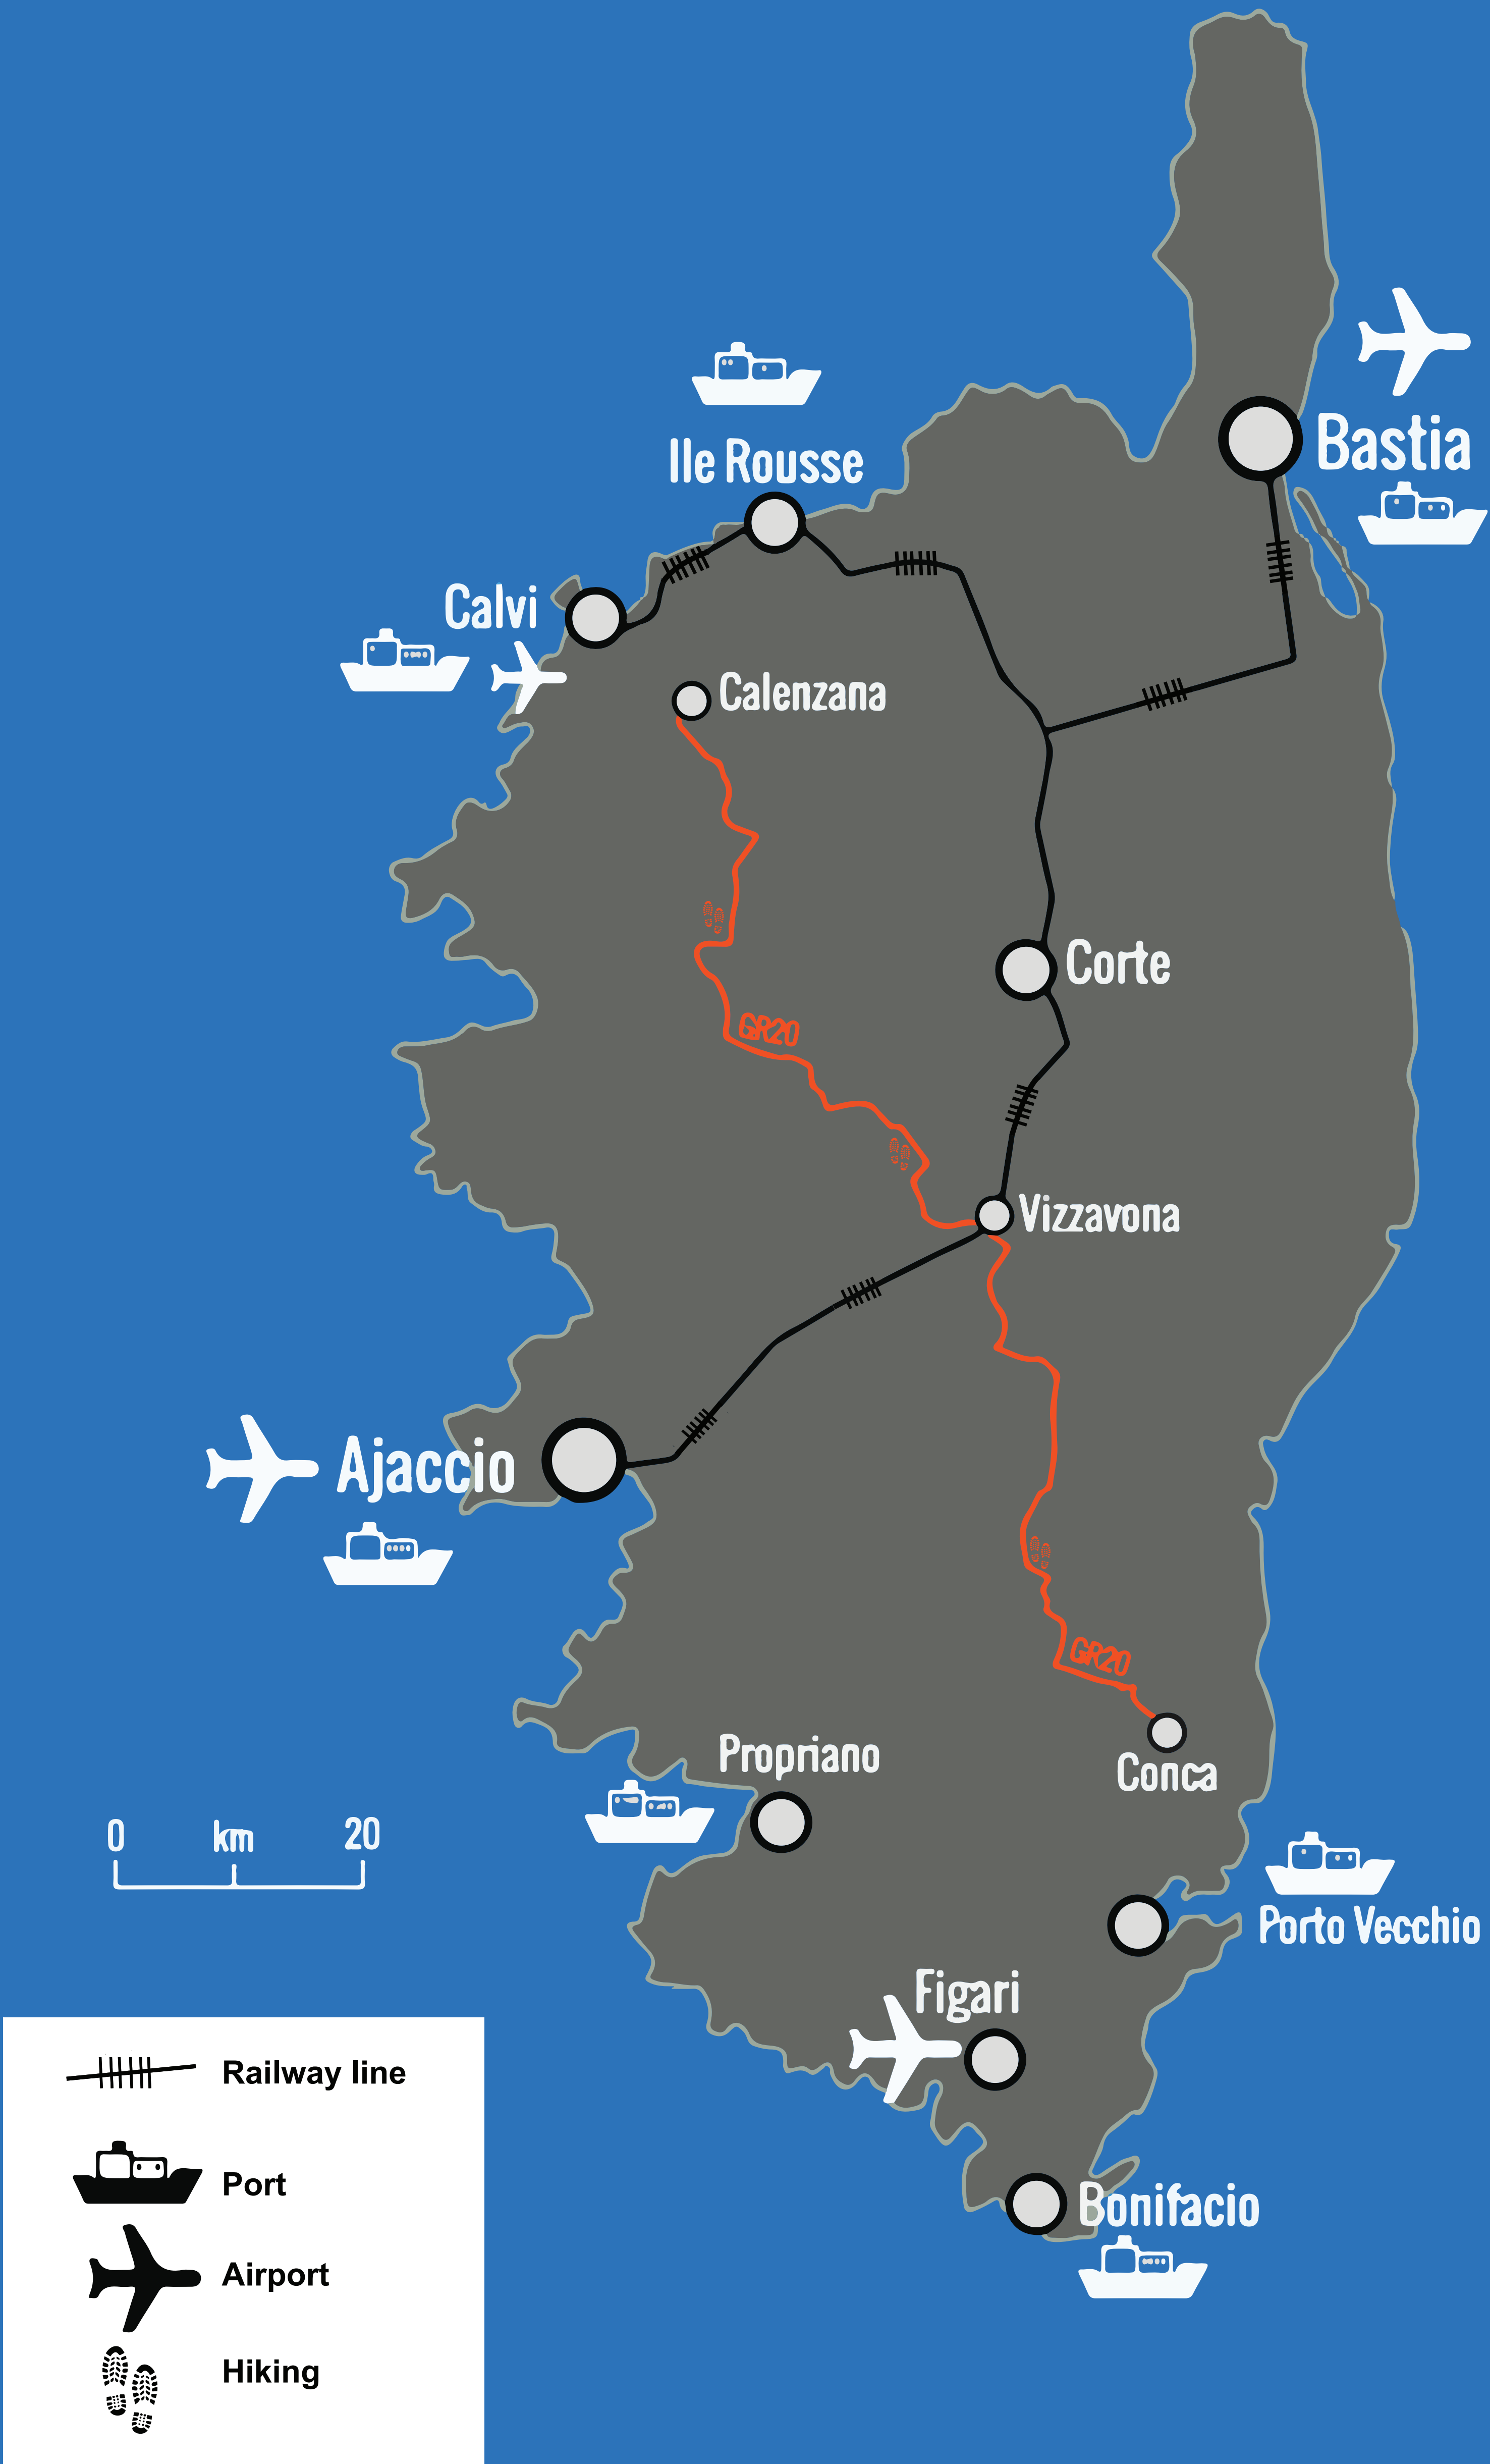 Ile Rousse
Bastia
Calvi
Calenzana
Corte
GR20
Vizzavona
Ajaccio
GR20
Propriano
Conca
0 km 20
Porto Vecchio
Figari
Bonifacio
Railway line
Port
Airport
Hiking